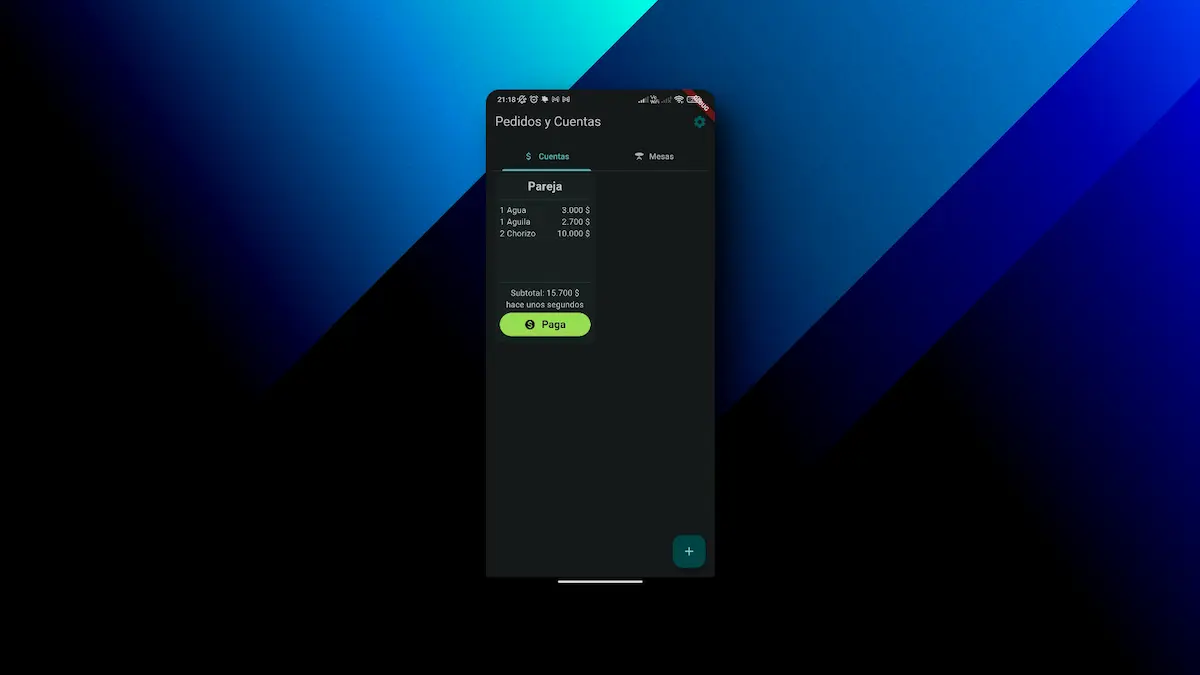 21:18
Pedidos y Cuentas
$ Cuentas
Mesas
Pareja
1 Agua 3.000 $
1 Aguila 2.700 $
2 Chorizo 10.000 $
Subtotal: 15.700 $
hace unos segundos
Paga
+